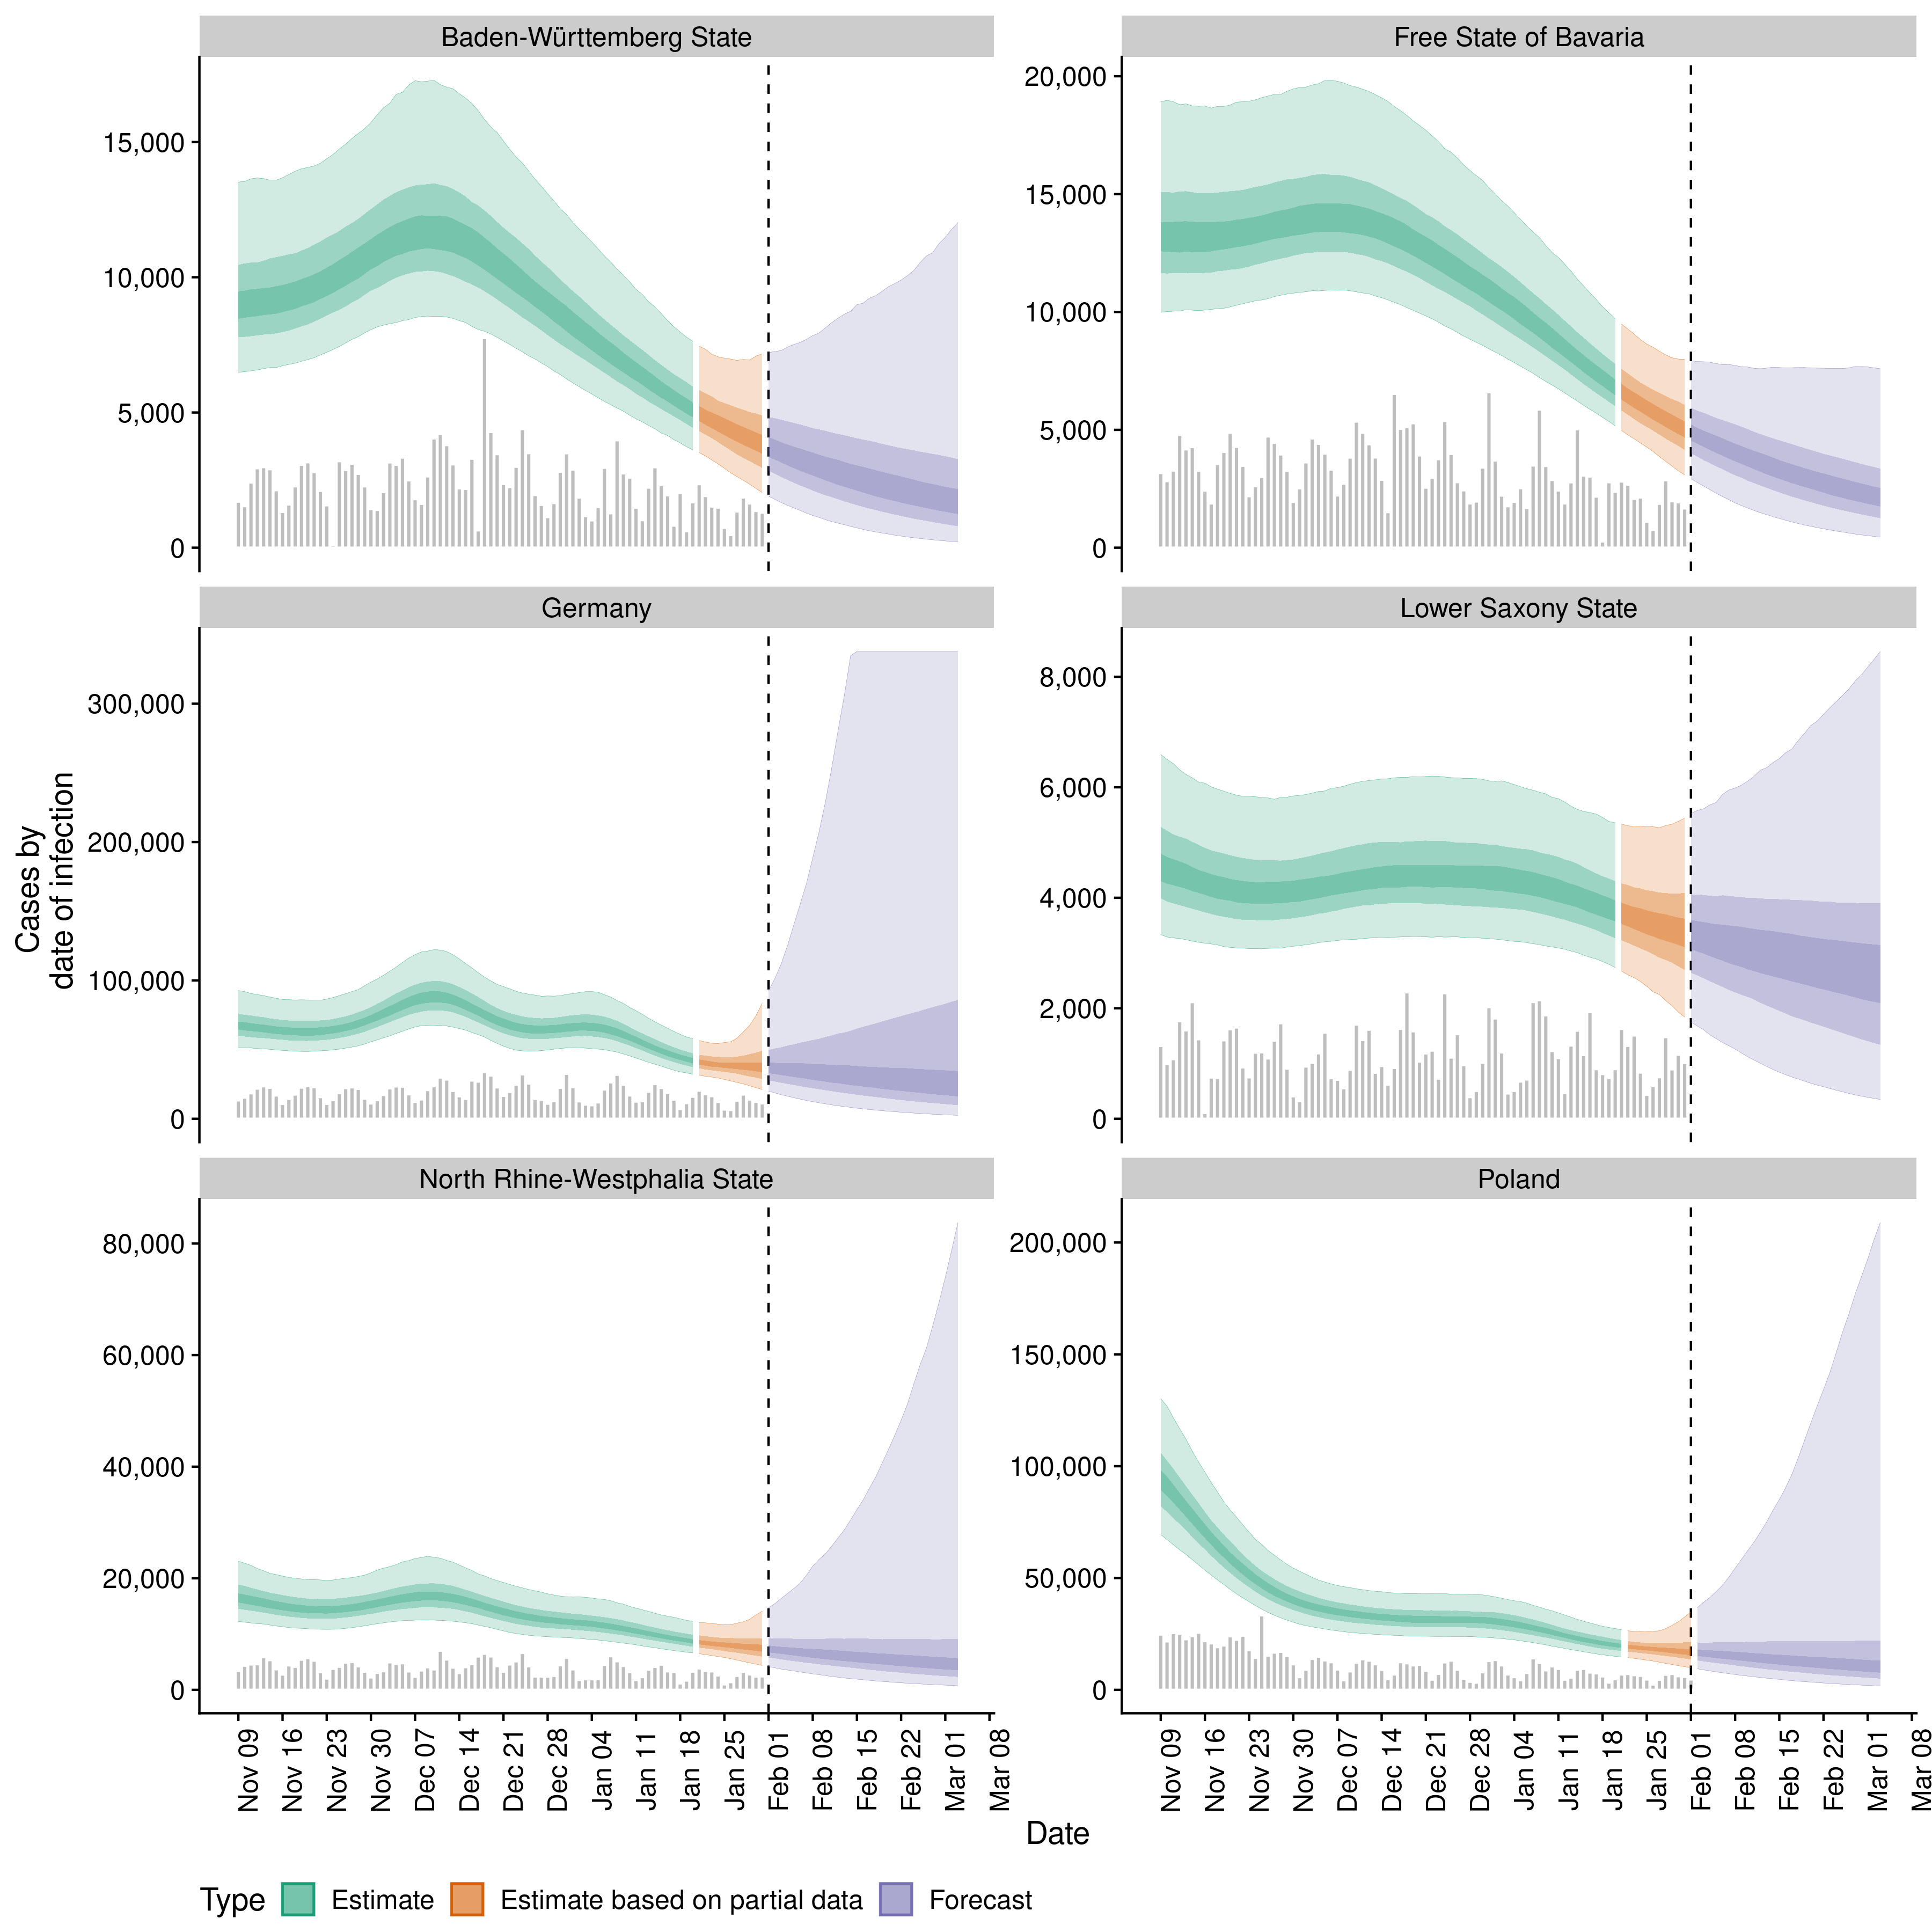 Baden-Württemberg State
Free State of Bavaria
15,000
10,000
5,000
0
20,000
15,000
10,000
5,000
0
Germany
Lower Saxony State
300,000
200,000
100,000
0
8,000
6,000
4,000
2,000
0
Cases by
date of infection
North Rhine-Westphalia State
Poland
80,000
60,000
40,000
20,000
0
200,000
150,000
100,000
50,000
0
Nov 09
Nov 16
Nov 23
Nov 30
Dec 07
Dec 14
Dec 21
Dec 28
Jan 04
Jan 11
Jan 18
Jan 25
Feb 01
Feb 08
Feb 15
Feb 22
Mar 01
Mar 08
Nov 09
Nov 16
Nov 23
Nov 30
Dec 07
Dec 14
Dec 21
Dec 28
Jan 04
Jan 11
Jan 18
Jan 25
Feb 01
Feb 08
Feb 15
Feb 22
Mar 01
Mar 08
Date
Type Estimate Estimate based on partial data Forecast